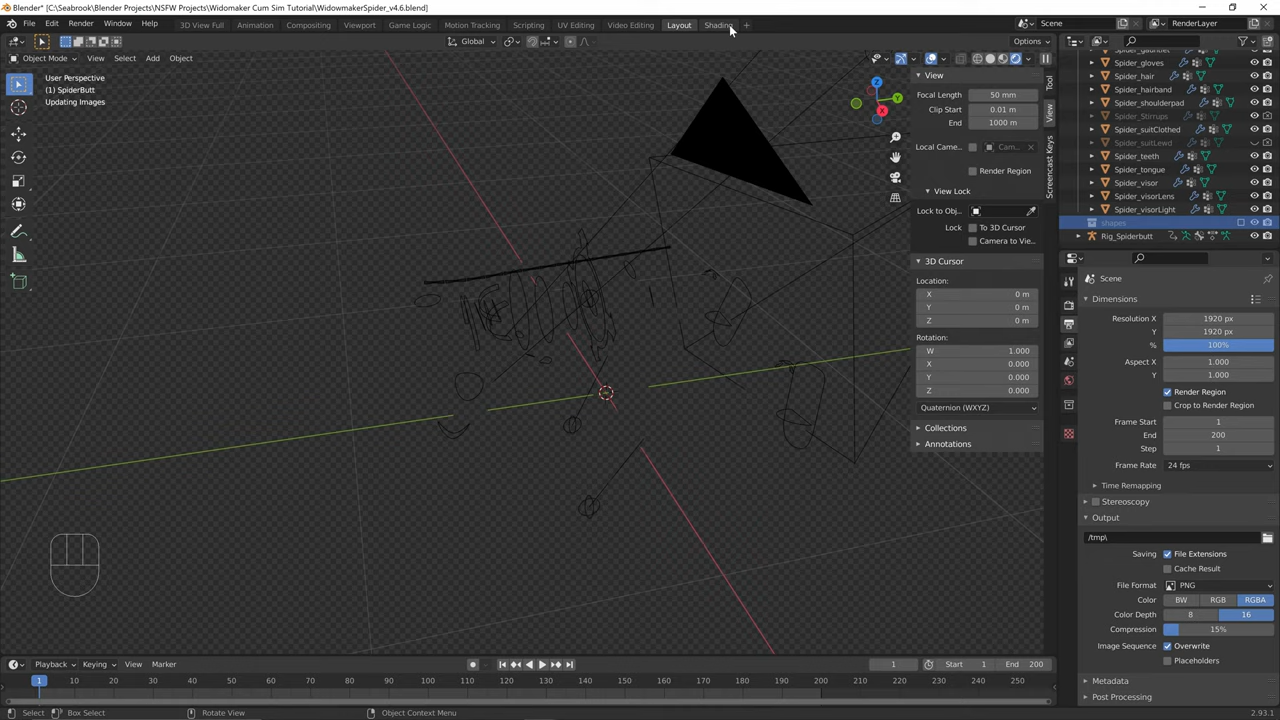 Blender* [C:\Seabrook\Blender Projects\NSFW Projects\Widomaker Cum Sim Tutorial\WidowmakerSpider_v4.6.blend]
File Edit Render Window Help 3D View Full Animation Compositing Viewport Game Logic Motion Tracking Scripting UV Editing Video Editing Layout Shading + Scene RenderLayer
Global Options
Object Mode View Select Add Object
User Perspective
(1) SpiderButt
Updating Images
View
Focal Length 50 mm
Clip Start 0.01 m
End 1000 m
Local Came... Cam...
Render Region
View Lock
Lock to Obj...
Lock To 3D Cursor
Camera to Vie...
3D Cursor
Location:
X 0 m
Y 0 m
Z 0 m
Rotation:
W 1.000
X 0.000
Y 0.000
Z 0.000
Quaternion (WXYZ)
Collections
Annotations
Tool
View
Screencast Keys
X
Y
Z
Spider_gauntlet
Spider_gloves
Spider_hair
Spider_hairband
Spider_shoulderpad
Spider_Stirrups
Spider_suitClothed
Spider_suitLewd
Spider_teeth
Spider_tongue
Spider_visor
Spider_visorLens
Spider_visorLight
shapes
Rig_Spiderbutt
Scene
Dimensions
Resolution X 1920 px
Y 1920 px
% 100%
Aspect X 1.000
Y 1.000
Render Region
Crop to Render Region
Frame Start 1
End 200
Step 1
Frame Rate 24 fps
Time Remapping
Stereoscopy
Output
/tmp\
Saving File Extensions
Cache Result
File Format PNG
Color BW RGB RGBA
Color Depth 8 16
Compression 15%
Image Sequence Overwrite
Placeholders
Metadata
Post Processing
Playback Keying View Marker 1 Start 1 End 200
1 10 20 30 40 50 60 70 80 90 100 110 120 130 140 150 160 170 180 190 200 210 220 230 240 250
Select Box Select Rotate View Object Context Menu 2.93.1